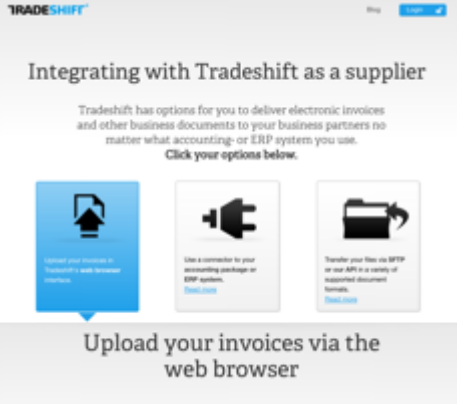 TRADESHIFT
Blog
Login
Integrating with Tradeshift as a supplier
Tradeshift has options for you to deliver electronic invoices
and other business documents to your business partners no
matter what accounting- or ERP system you use.
Click your options below.
Upload your invoices in
Tradeshift's web browser
interface.
Use a connector to your
accounting package or
ERP system.
Read more
Transfer your files via SFTP
or our API in a variety of
supported document
formats.
Read more
Upload your invoices via the
web browser